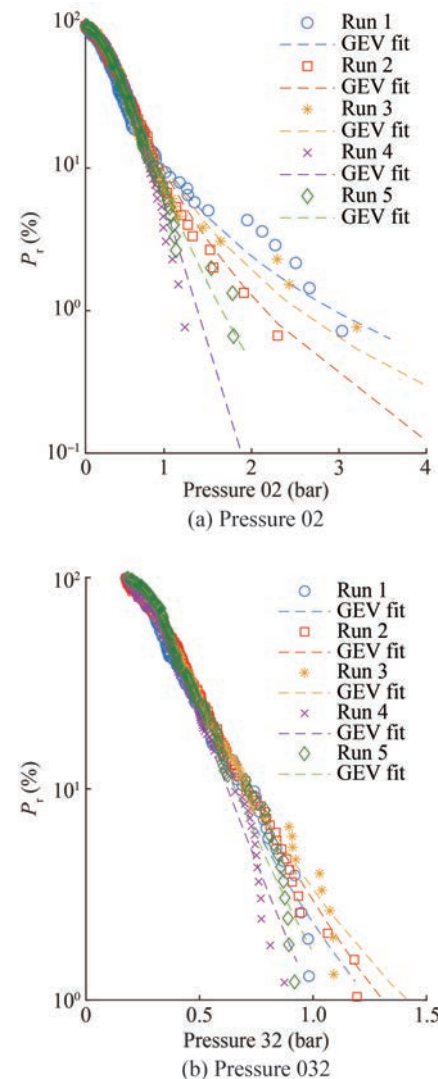 10²
10¹
10⁰
10⁻¹
P_r (%)
0
1
2
3
4
Run 1
GEV fit
Run 2
GEV fit
Run 3
GEV fit
Run 4
GEV fit
Run 5
GEV fit
Pressure 02 (bar)
(a) Pressure 02
10²
10¹
10⁰
P_r (%)
0
0.5
1.0
1.5
Run 1
GEV fit
Run 2
GEV fit
Run 3
GEV fit
Run 4
GEV fit
Run 5
GEV fit
Pressure 32 (bar)
(b) Pressure 032